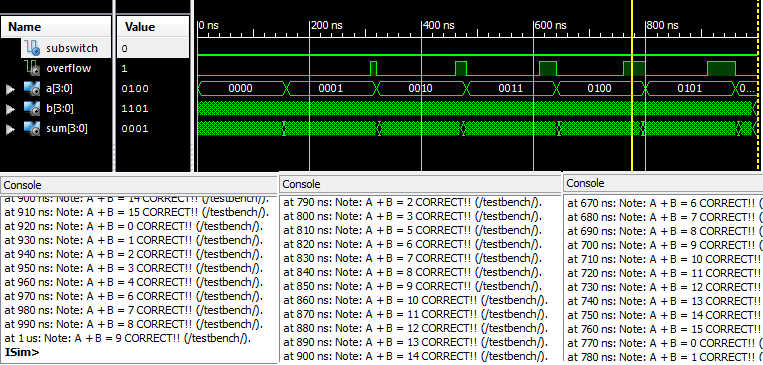 Name Value 0 ns 200 ns 400 ns 600 ns 800 ns
subswitch 0
overflow 1
a[3:0] 0100 0000 0001 0010 0011 0100 0101 0...
b[3:0] 1101
sum[3:0] 0001
Console
at 900 ns: Note: A + B = 14 CORRECT!! (/testbench/).
at 910 ns: Note: A + B = 15 CORRECT!! (/testbench/).
at 920 ns: Note: A + B = 0 CORRECT!! (/testbench/).
at 930 ns: Note: A + B = 1 CORRECT!! (/testbench/).
at 940 ns: Note: A + B = 2 CORRECT!! (/testbench/).
at 950 ns: Note: A + B = 3 CORRECT!! (/testbench/).
at 960 ns: Note: A + B = 4 CORRECT!! (/testbench/).
at 970 ns: Note: A + B = 6 CORRECT!! (/testbench/).
at 980 ns: Note: A + B = 7 CORRECT!! (/testbench/).
at 990 ns: Note: A + B = 8 CORRECT!! (/testbench/).
at 1 us: Note: A + B = 9 CORRECT!! (/testbench/).
ISim>
Console
at 790 ns: Note: A + B = 2 CORRECT!! (/testbench/).
at 800 ns: Note: A + B = 3 CORRECT!! (/testbench/).
at 810 ns: Note: A + B = 5 CORRECT!! (/testbench/).
at 820 ns: Note: A + B = 6 CORRECT!! (/testbench/).
at 830 ns: Note: A + B = 7 CORRECT!! (/testbench/).
at 840 ns: Note: A + B = 8 CORRECT!! (/testbench/).
at 850 ns: Note: A + B = 9 CORRECT!! (/testbench/).
at 860 ns: Note: A + B = 10 CORRECT!! (/testbench/).
at 870 ns: Note: A + B = 11 CORRECT!! (/testbench/).
at 880 ns: Note: A + B = 12 CORRECT!! (/testbench/).
at 890 ns: Note: A + B = 13 CORRECT!! (/testbench/).
at 900 ns: Note: A + B = 14 CORRECT!! (/testbench/).
Console
at 670 ns: Note: A + B = 6 CORRECT!! (
at 680 ns: Note: A + B = 7 CORRECT!! (
at 690 ns: Note: A + B = 8 CORRECT!! (
at 700 ns: Note: A + B = 9 CORRECT!! (
at 710 ns: Note: A + B = 10 CORRECT!!
at 720 ns: Note: A + B = 11 CORRECT!!
at 730 ns: Note: A + B = 12 CORRECT!!
at 740 ns: Note: A + B = 13 CORRECT!!
at 750 ns: Note: A + B = 14 CORRECT!!
at 760 ns: Note: A + B = 15 CORRECT!!
at 770 ns: Note: A + B = 0 CORRECT!! (
at 780 ns: Note: A + B = 1 CORRECT!! (